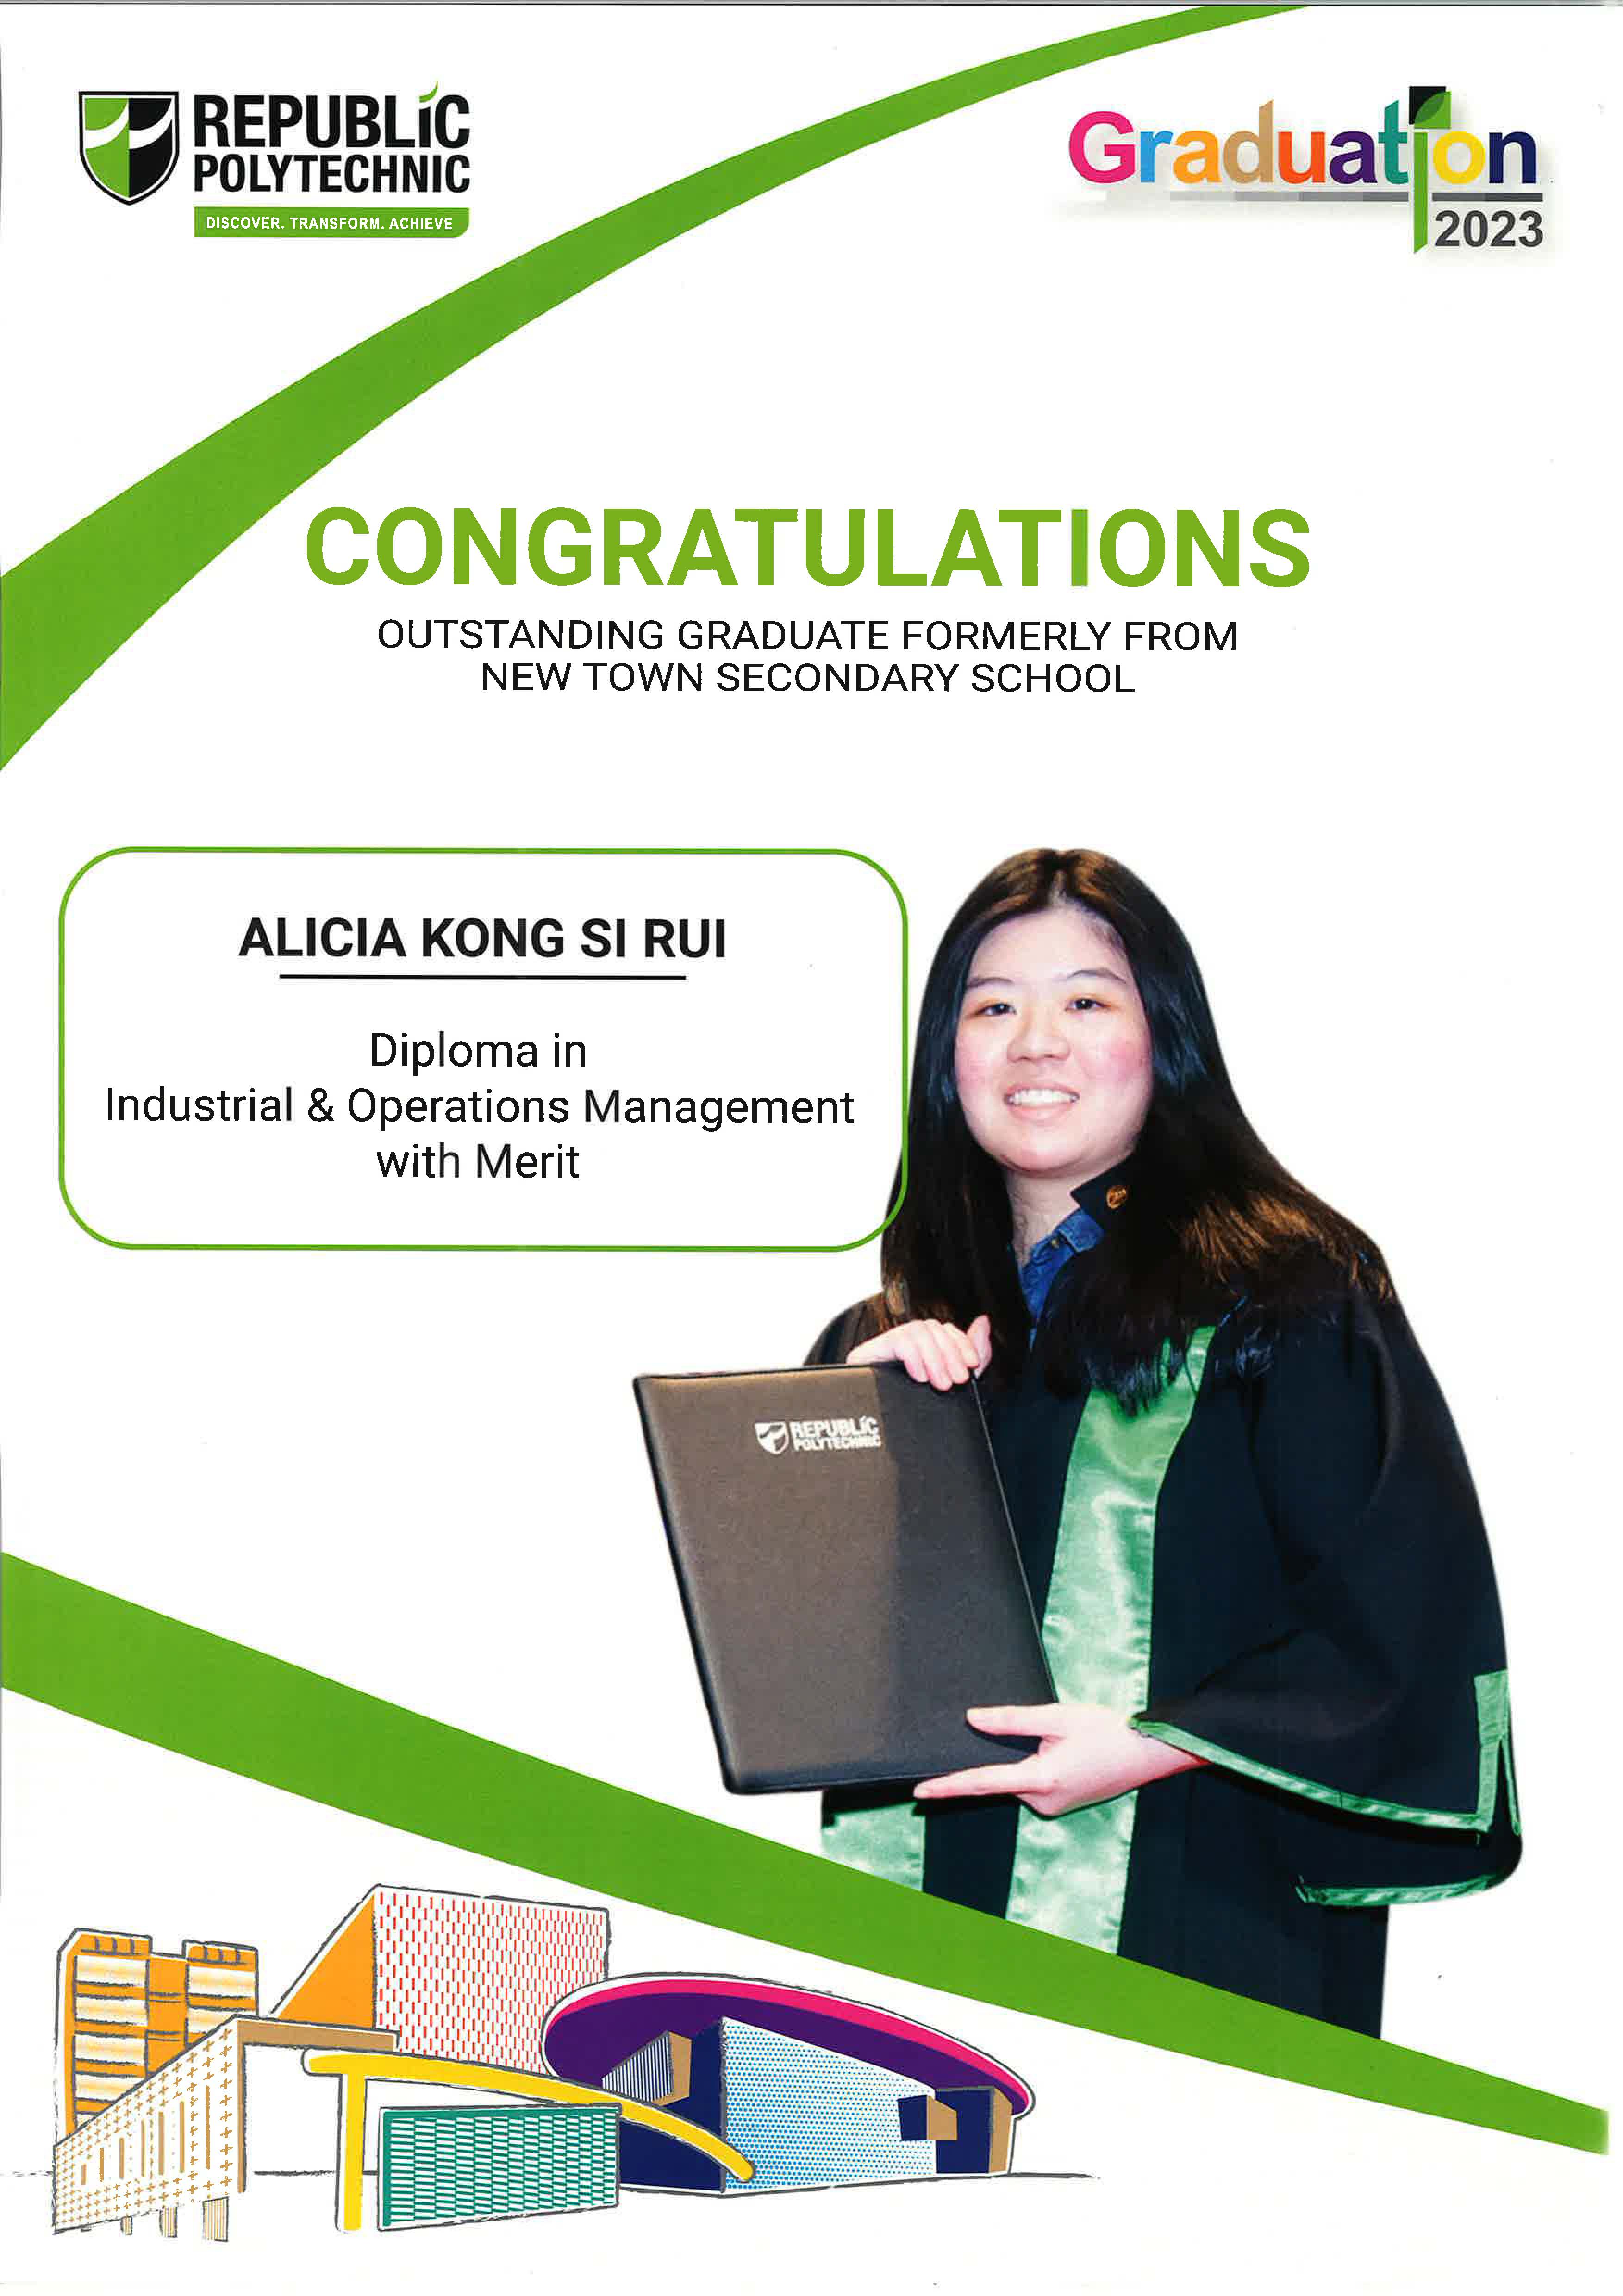 REPUBLIC
POLYTECHNIC
DISCOVER. TRANSFORM. ACHIEVE
Graduation
2023
CONGRATULATIONS
OUTSTANDING GRADUATE FORMERLY FROM
NEW TOWN SECONDARY SCHOOL
ALICIA KONG SI RUI
Diploma in
Industrial & Operations Management
with Merit
REPUBLIC
POLYTECHNIC